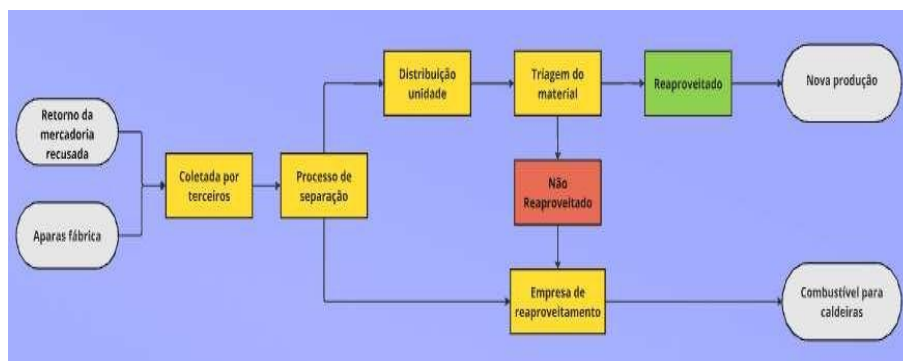 Retorno da
mercadoria
recusada
Aparas fábrica
Coletada por
terceiros
Processo de
separação
Distribuição
unidade
Triagem do
material
Reaproveitado
Nova produção
Não
Reaproveitado
Empresa de
reaproveitamento
Combustível para
caldeiras